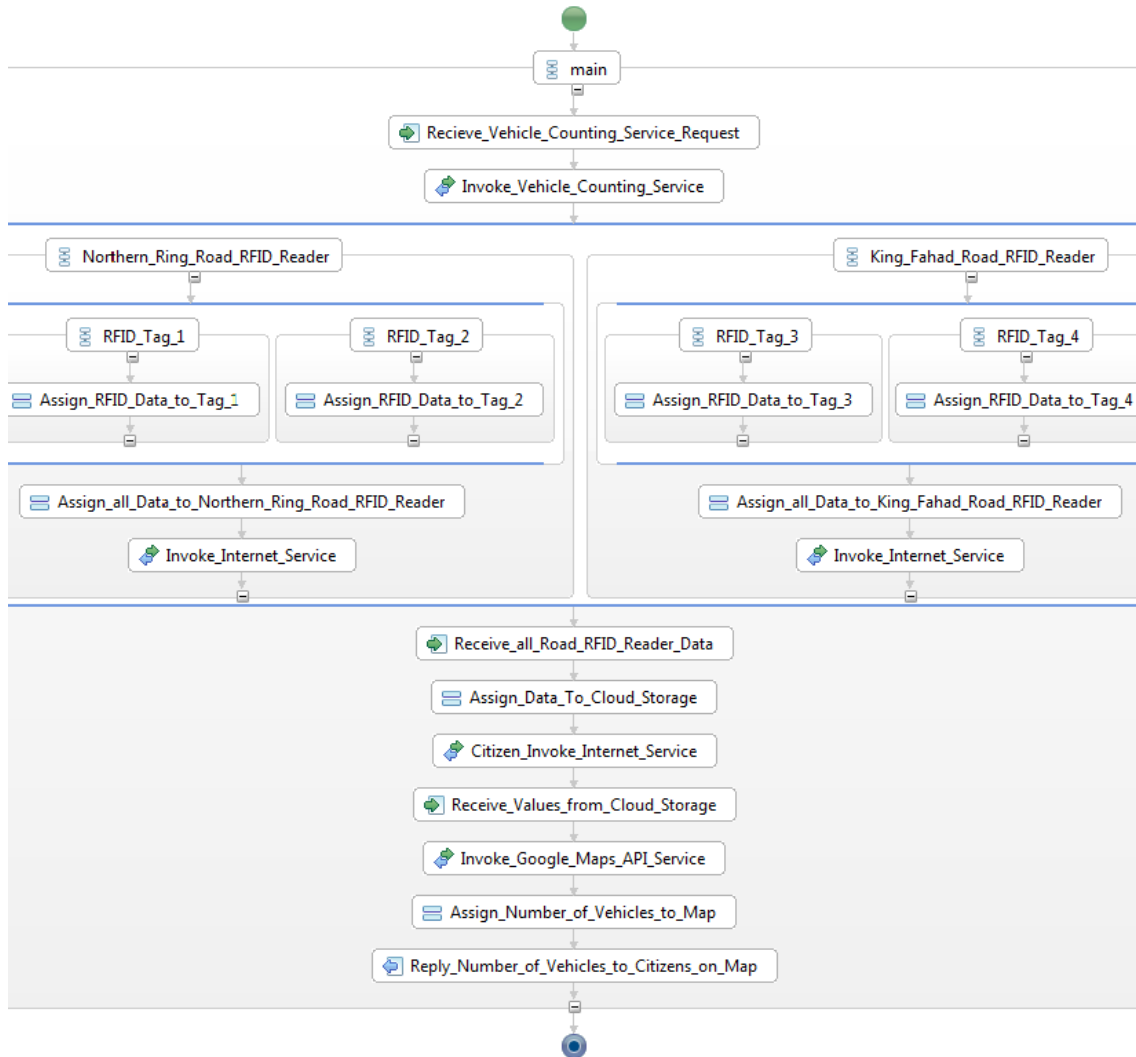 main
Recieve_Vehicle_Counting_Service_Request
Invoke_Vehicle_Counting_Service
Northern_Ring_Road_RFID_Reader
King_Fahad_Road_RFID_Reader
RFID_Tag_1
RFID_Tag_2
RFID_Tag_3
RFID_Tag_4
Assign_RFID_Data_to_Tag_1
Assign_RFID_Data_to_Tag_2
Assign_RFID_Data_to_Tag_3
Assign_RFID_Data_to_Tag_4
Assign_all_Data_to_Northern_Ring_Road_RFID_Reader
Assign_all_Data_to_King_Fahad_Road_RFID_Reader
Invoke_Internet_Service
Invoke_Internet_Service
Receive_all_Road_RFID_Reader_Data
Assign_Data_To_Cloud_Storage
Citizen_Invoke_Internet_Service
Receive_Values_from_Cloud_Storage
Invoke_Google_Maps_API_Service
Assign_Number_of_Vehicles_to_Map
Reply_Number_of_Vehicles_to_Citizens_on_Map